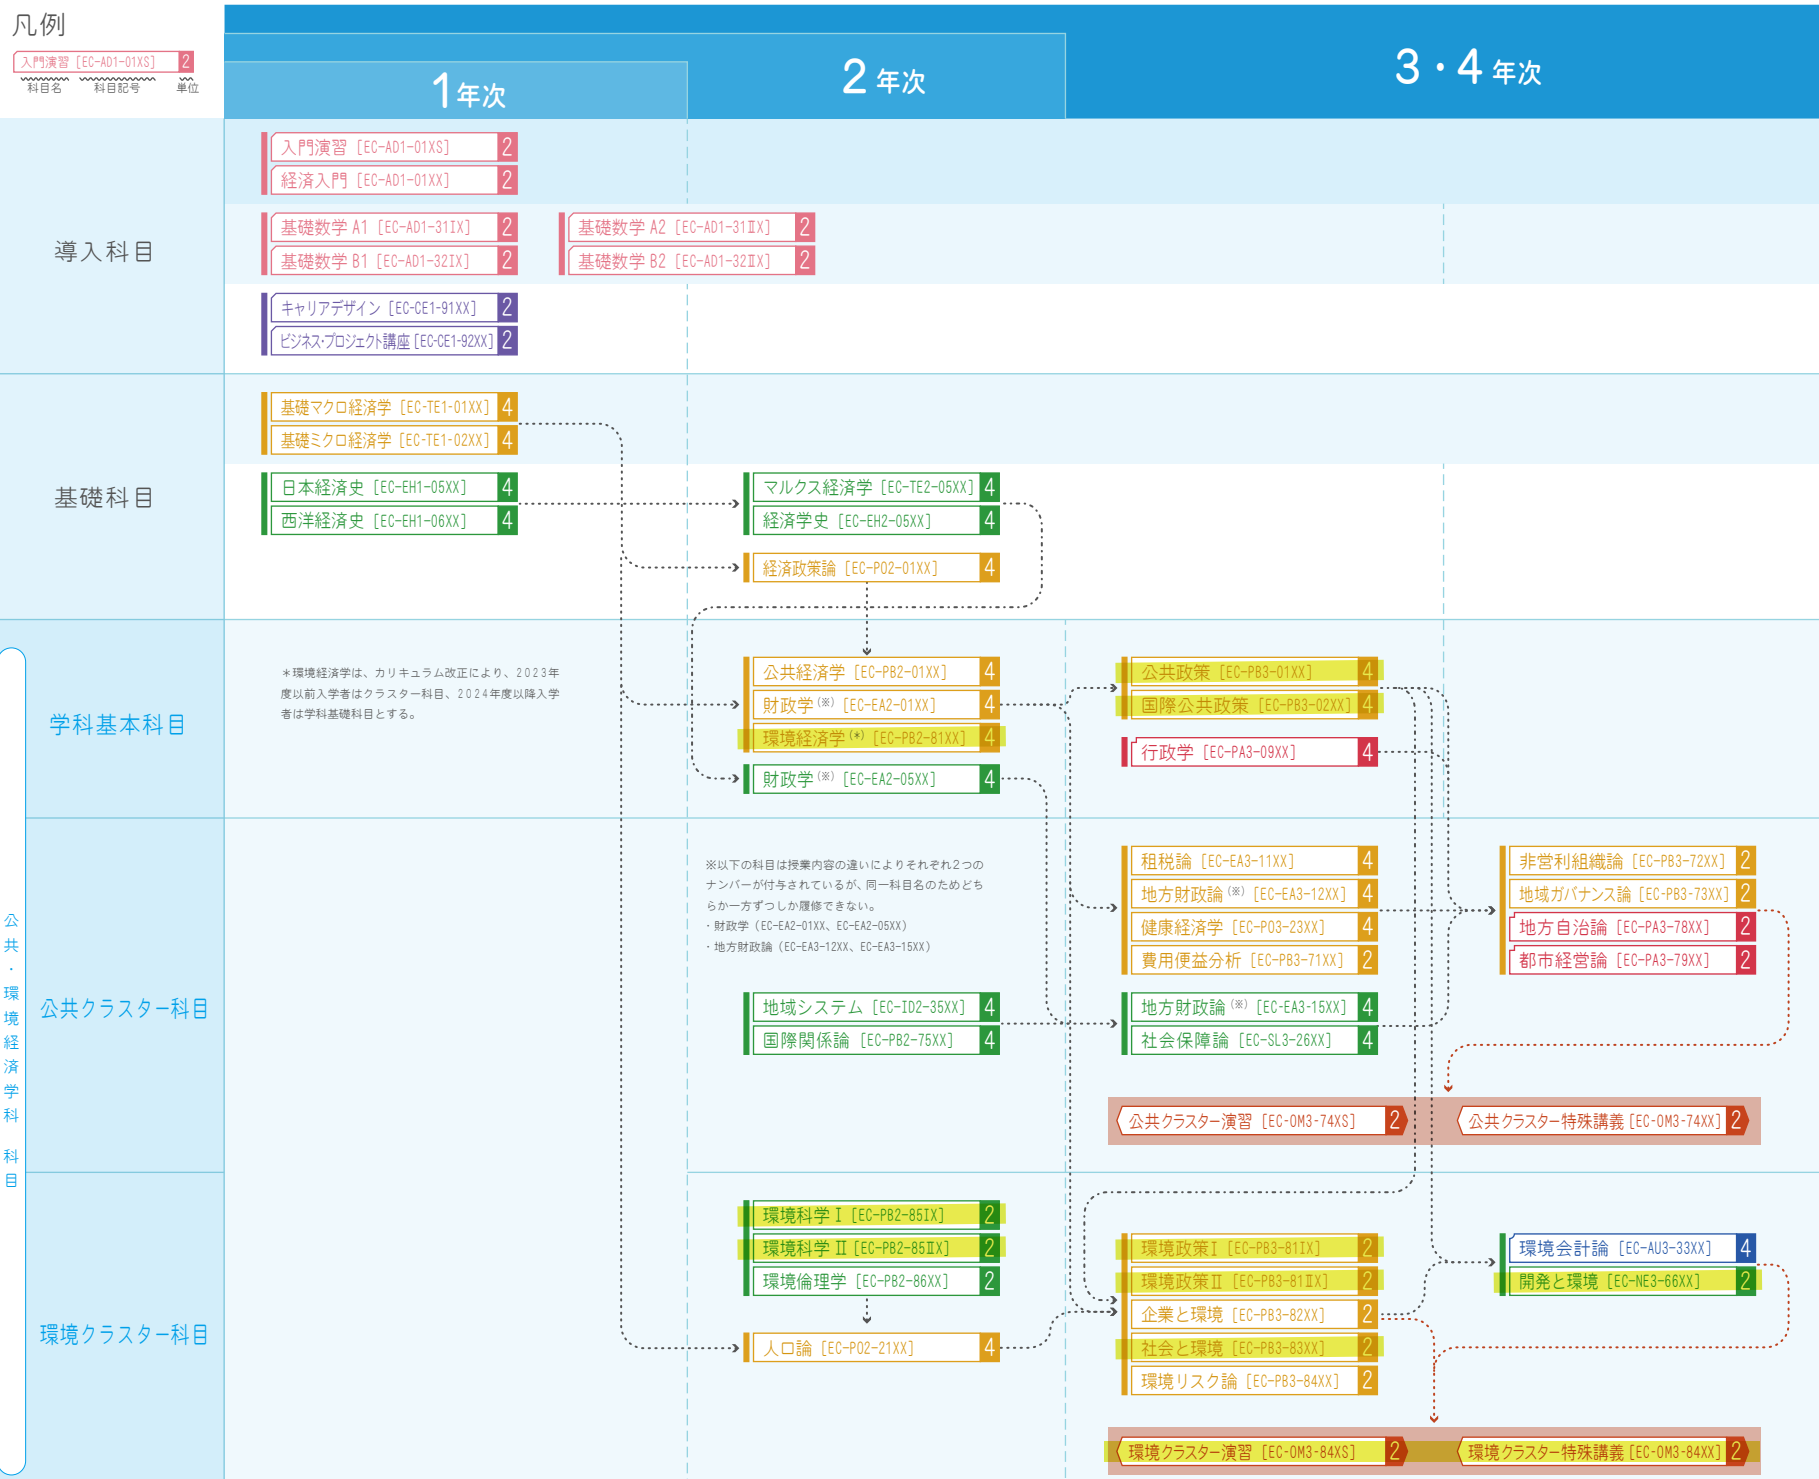 凡例
入門演習 [EC-AD1-01XS] 2
科目名 科目記号 単位
1年次
2年次
3・4年次
導入科目
入門演習 [EC-AD1-01XS] 2
経済入門 [EC-AD1-01XX] 2
基礎数学 A1 [EC-AD1-31IX] 2
基礎数学 B1 [EC-AD1-32IX] 2
基礎数学 A2 [EC-AD1-31ⅡX] 2
基礎数学 B2 [EC-AD1-32ⅡX] 2
キャリアデザイン [EC-CE1-91XX] 2
ビジネス・プロジェクト講座 [EC-CE1-92XX] 2
基礎科目
基礎マクロ経済学 [EC-TE1-01XX] 4
基礎ミクロ経済学 [EC-TE1-02XX] 4
日本経済史 [EC-EH1-05XX] 4
西洋経済史 [EC-EH1-06XX] 4
マルクス経済学 [EC-TE2-05XX] 4
経済学史 [EC-EH2-05XX] 4
経済政策論 [EC-PO2-01XX] 4
公共・環境経済学科 科目
学科基本科目
＊環境経済学は、カリキュラム改正により、2023年
度以前入学者はクラスター科目、2024年度以降入学
者は学科基礎科目とする。
公共経済学 [EC-PB2-01XX] 4
財政学(※) [EC-EA2-01XX] 4
環境経済学(*) [EC-PB2-81XX] 4
財政学(※) [EC-EA2-05XX] 4
公共政策 [EC-PB3-01XX] 4
国際公共政策 [EC-PB3-02XX] 4
行政学 [EC-PA3-09XX] 4
公共クラスター科目
※以下の科目は授業内容の違いによりそれぞれ2つの
ナンバーが付与されているが、同一科目名のためどち
らか一方ずつしか履修できない。
・財政学（EC-EA2-01XX、EC-EA2-05XX）
・地方財政論（EC-EA3-12XX、EC-EA3-15XX）
地域システム [EC-ID2-35XX] 4
国際関係論 [EC-PB2-75XX] 4
租税論 [EC-EA3-11XX] 4
地方財政論(※) [EC-EA3-12XX] 4
健康経済学 [EC-PO3-23XX] 4
費用便益分析 [EC-PB3-71XX] 2
地方財政論(※) [EC-EA3-15XX] 4
社会保障論 [EC-SL3-26XX] 4
非営利組織論 [EC-PB3-72XX] 2
地域ガバナンス論 [EC-PB3-73XX] 2
地方自治論 [EC-PA3-78XX] 2
都市経営論 [EC-PA3-79XX] 2
公共クラスター演習 [EC-OM3-74XS] 2
公共クラスター特殊講義 [EC-OM3-74XX] 2
環境クラスター科目
環境科学Ⅰ [EC-PB2-85IX] 2
環境科学Ⅱ [EC-PB2-85ⅡX] 2
環境倫理学 [EC-PB2-86XX] 2
人口論 [EC-PO2-21XX] 4
環境政策Ⅰ [EC-PB3-81IX] 2
環境政策Ⅱ [EC-PB3-81ⅡX] 2
企業と環境 [EC-PB3-82XX] 2
社会と環境 [EC-PB3-83XX] 2
環境リスク論 [EC-PB3-84XX] 2
環境会計論 [EC-AU3-33XX] 4
開発と環境 [EC-NE3-66XX] 2
環境クラスター演習 [EC-OM3-84XS] 2
環境クラスター特殊講義 [EC-OM3-84XX] 2